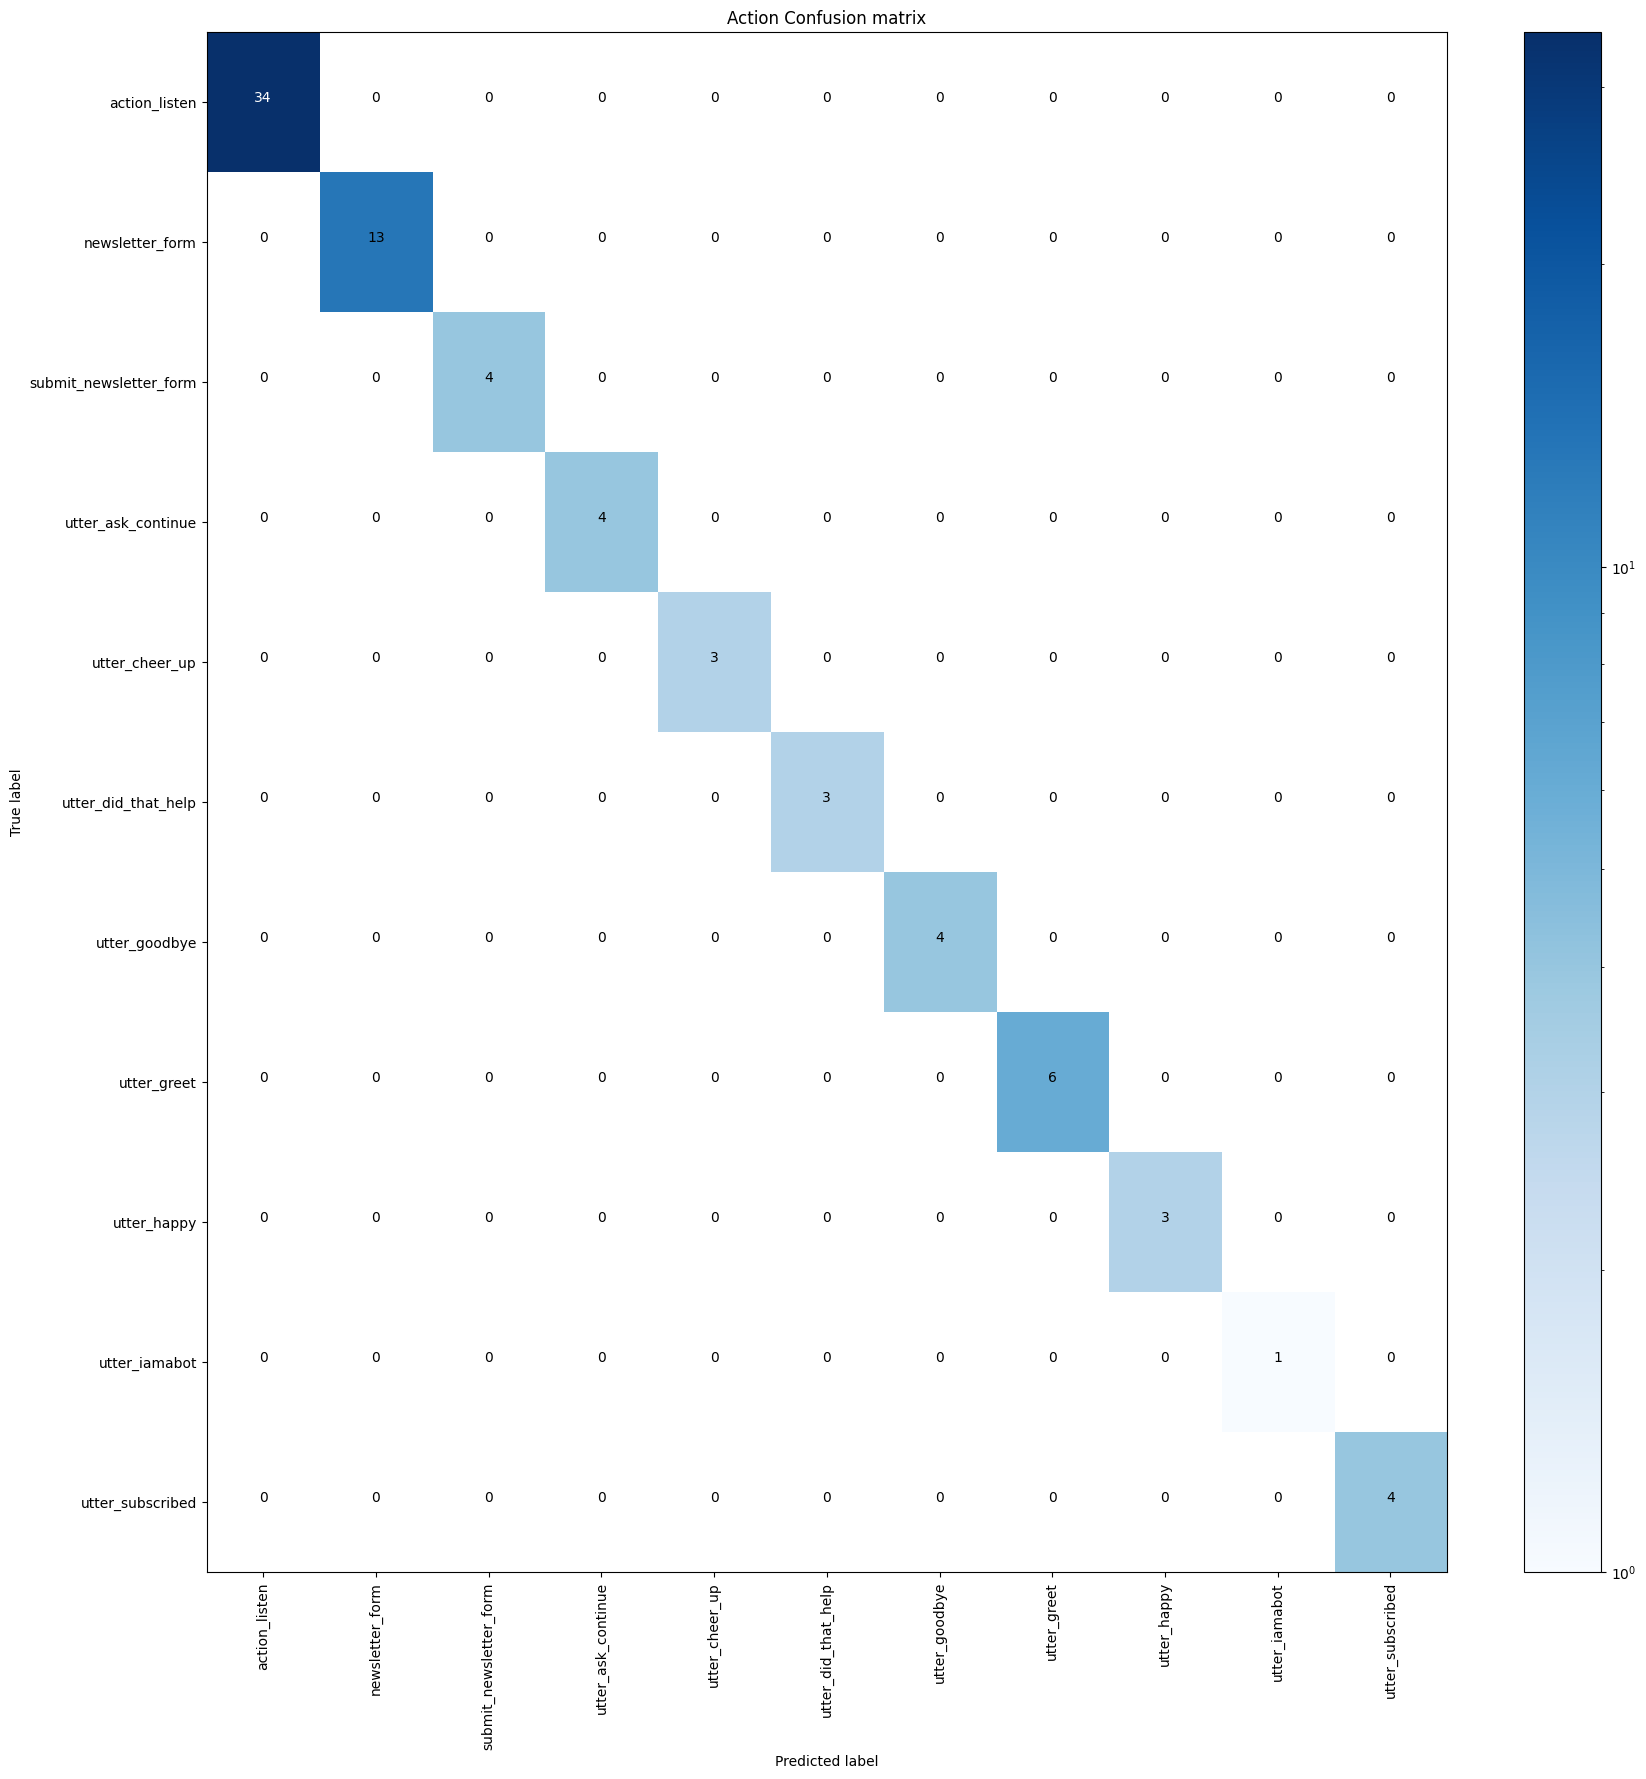 Action Confusion matrix
action_listen 34 0 0 0 0 0 0 0 0 0 0
newsletter_form 0 13 0 0 0 0 0 0 0 0 0
submit_newsletter_form 0 0 4 0 0 0 0 0 0 0 0
utter_ask_continue 0 0 0 4 0 0 0 0 0 0 0
utter_cheer_up 0 0 0 0 3 0 0 0 0 0 0
utter_did_that_help 0 0 0 0 0 3 0 0 0 0 0
utter_goodbye 0 0 0 0 0 0 4 0 0 0 0
utter_greet 0 0 0 0 0 0 0 6 0 0 0
utter_happy 0 0 0 0 0 0 0 0 3 0 0
utter_iamabot 0 0 0 0 0 0 0 0 0 1 0
utter_subscribed 0 0 0 0 0 0 0 0 0 0 4
True label
action_listen
newsletter_form
submit_newsletter_form
utter_ask_continue
utter_cheer_up
utter_did_that_help
utter_goodbye
utter_greet
utter_happy
utter_iamabot
utter_subscribed
Predicted label
10¹
10⁰